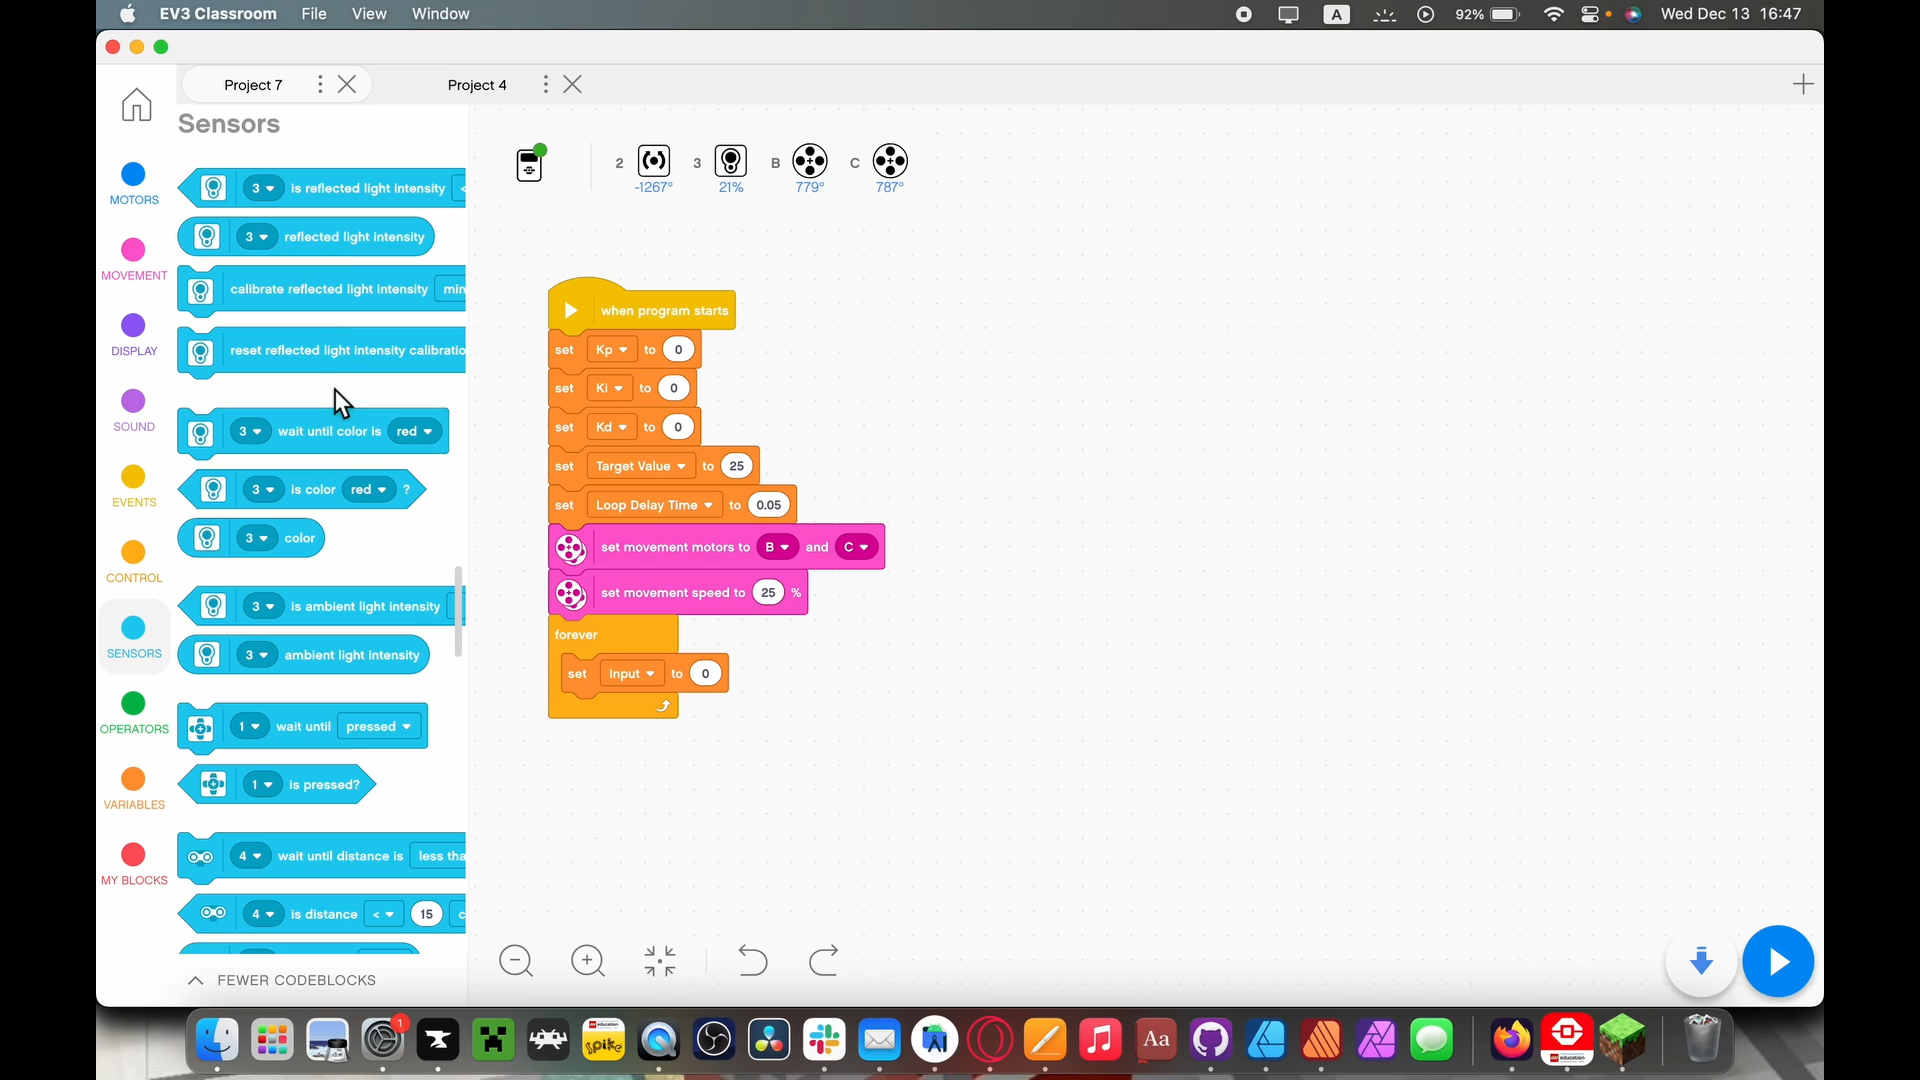 EV3 Classroom File View Window A 92% Wed Dec 13 16:47
Project 7 Project 4
Sensors
MOTORS
MOVEMENT
DISPLAY
SOUND
EVENTS
CONTROL
SENSORS
OPERATORS
VARIABLES
MY BLOCKS
3 is reflected light intensity <
3 reflected light intensity
calibrate reflected light intensity min
reset reflected light intensity calibratio
3 wait until color is red
3 is color red ?
3 color
3 is ambient light intensity
3 ambient light intensity
1 wait until pressed
1 is pressed?
4 wait until distance is less tha
4 is distance < 15 c
FEWER CODEBLOCKS
2 3 B C
-1267° 21% 779° 787°
when program starts
set Kp to 0
set Ki to 0
set Kd to 0
set Target Value to 25
set Loop Delay Time to 0.05
set movement motors to B and C
set movement speed to 25 %
forever
set Input to 0
1
spike
Aa